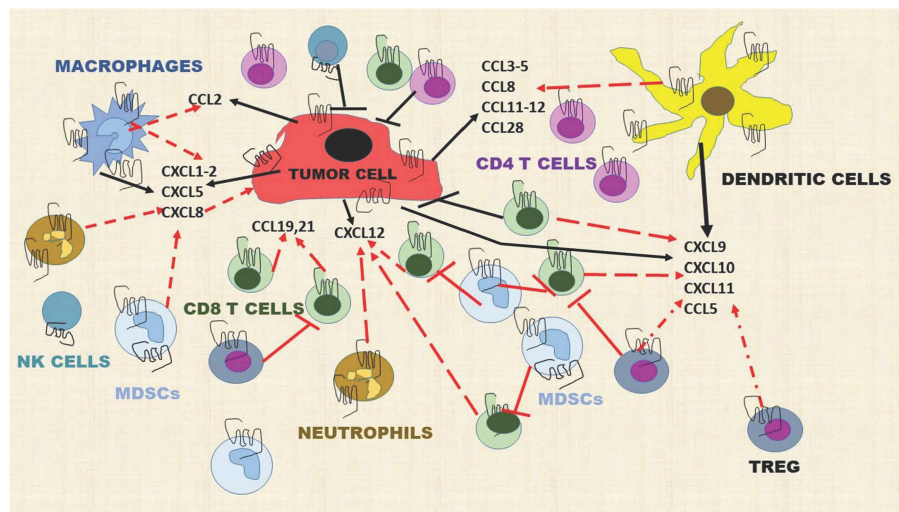 MACROPHAGES
CCL2
CCL3-5
CCL8
CCL11-12
CCL28
CD4 T CELLS
DENDRITIC CELLS
TUMOR CELL
CXCL1-2
CXCL5
CXCL8
CCL19,21
CXCL12
CXCL9
CXCL10
CXCL11
CCL5
CD8 T CELLS
NK CELLS
MDSCs
MDSCs
NEUTROPHILS
TREG